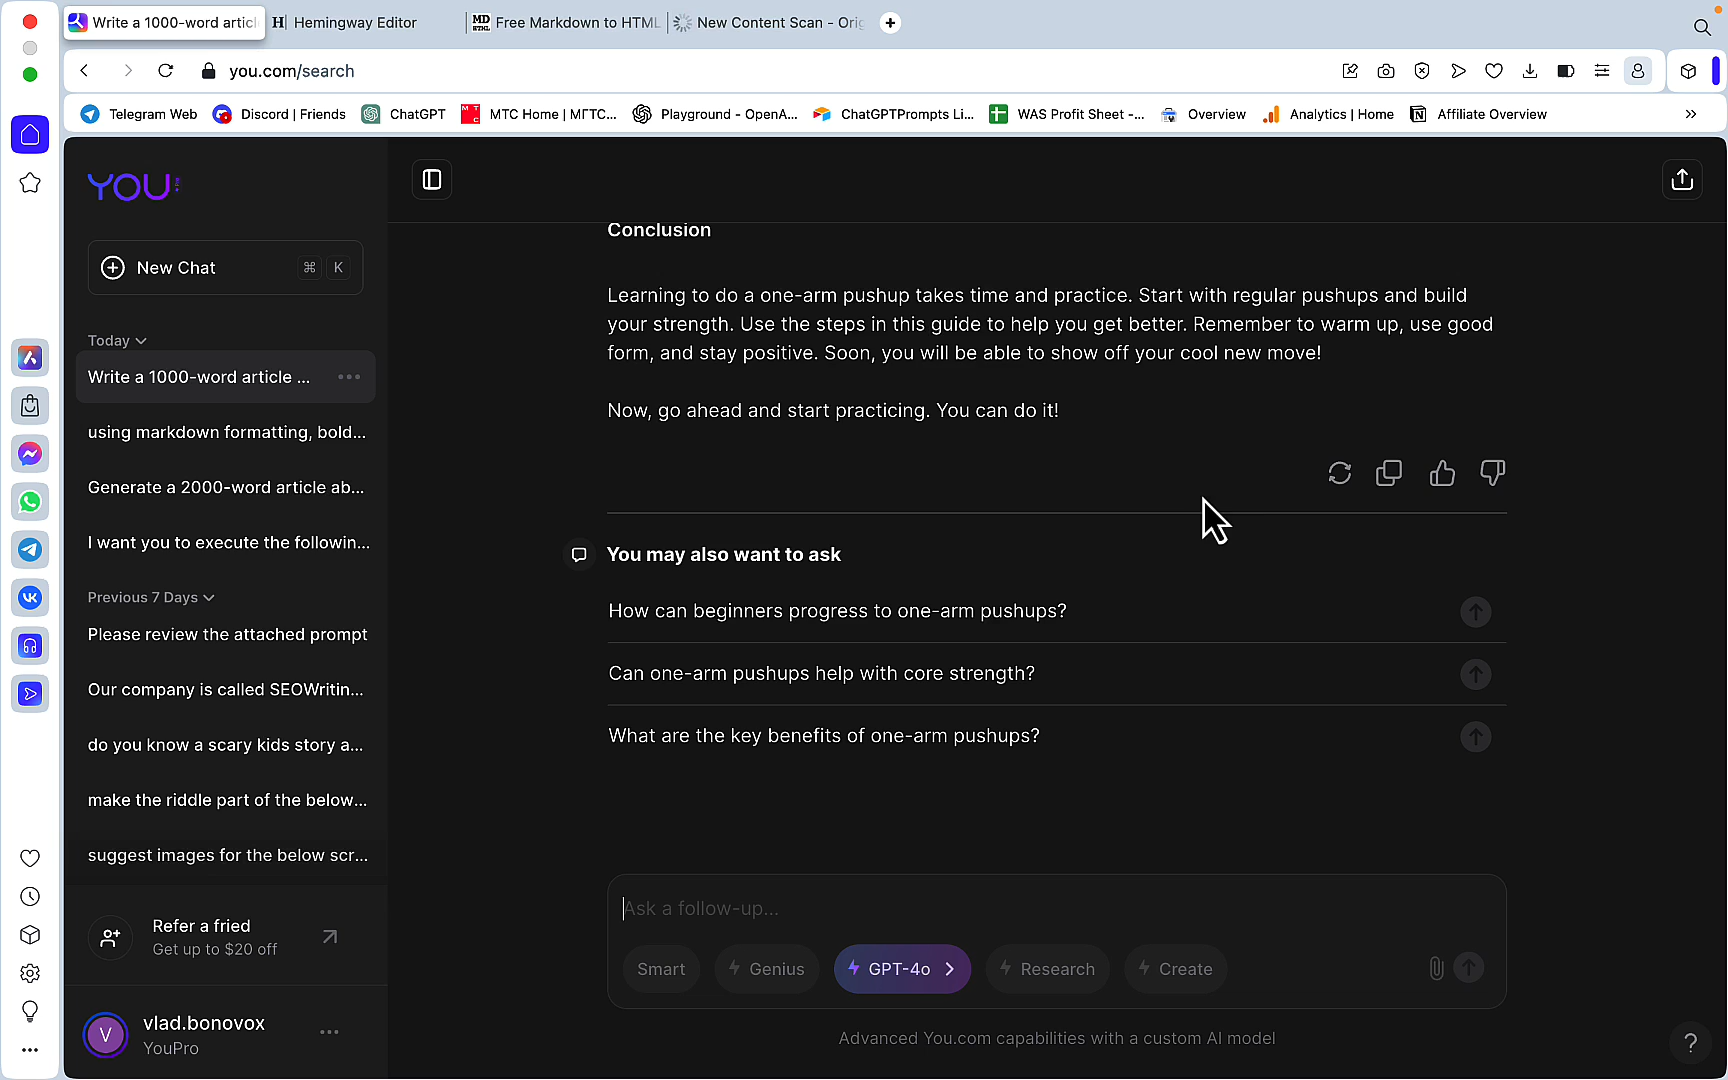 Write a 1000-word articl
Hemingway Editor
MD
HTML
Free Markdown to HTML
New Content Scan - Orig
you.com/search
Telegram Web
Discord | Friends
ChatGPT
МТС Home | МГТС...
Playground - OpenA...
ChatGPTPrompts Li...
WAS Profit Sheet -...
Overview
Analytics | Home
Affiliate Overview
YOU
New Chat
⌘ K
Today
Write a 1000-word article ...
using markdown formatting, bold...
Generate a 2000-word article ab...
I want you to execute the followin...
Previous 7 Days
Please review the attached prompt
Our company is called SEOWritin...
do you know a scary kids story a...
make the riddle part of the below...
suggest images for the below scr...
Refer a fried
Get up to $20 off
V
vlad.bonovox
YouPro
Conclusion
Learning to do a one-arm pushup takes time and practice. Start with regular pushups and build
your strength. Use the steps in this guide to help you get better. Remember to warm up, use good
form, and stay positive. Soon, you will be able to show off your cool new move!
Now, go ahead and start practicing. You can do it!
You may also want to ask
How can beginners progress to one-arm pushups?
Can one-arm pushups help with core strength?
What are the key benefits of one-arm pushups?
Ask a follow-up...
Smart
Genius
GPT-4o
Research
Create
Advanced You.com capabilities with a custom AI model
?